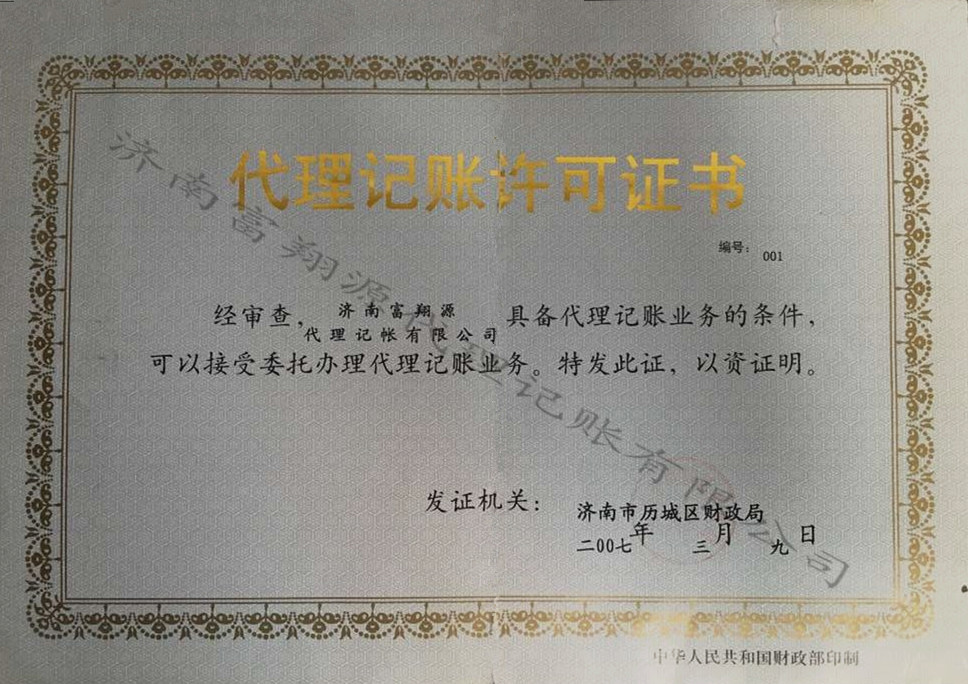 代理记账许可证书
编号：001
济南富翔源
经审查，代理记帐有限公司具备代理记账业务的条件，
可以接受委托办理代理记账业务。特发此证，以资证明。
发证机关：济南市历城区财政局
二00七年三月九日
中华人民共和国财政部印制
济南富翔源代理记账有限公司